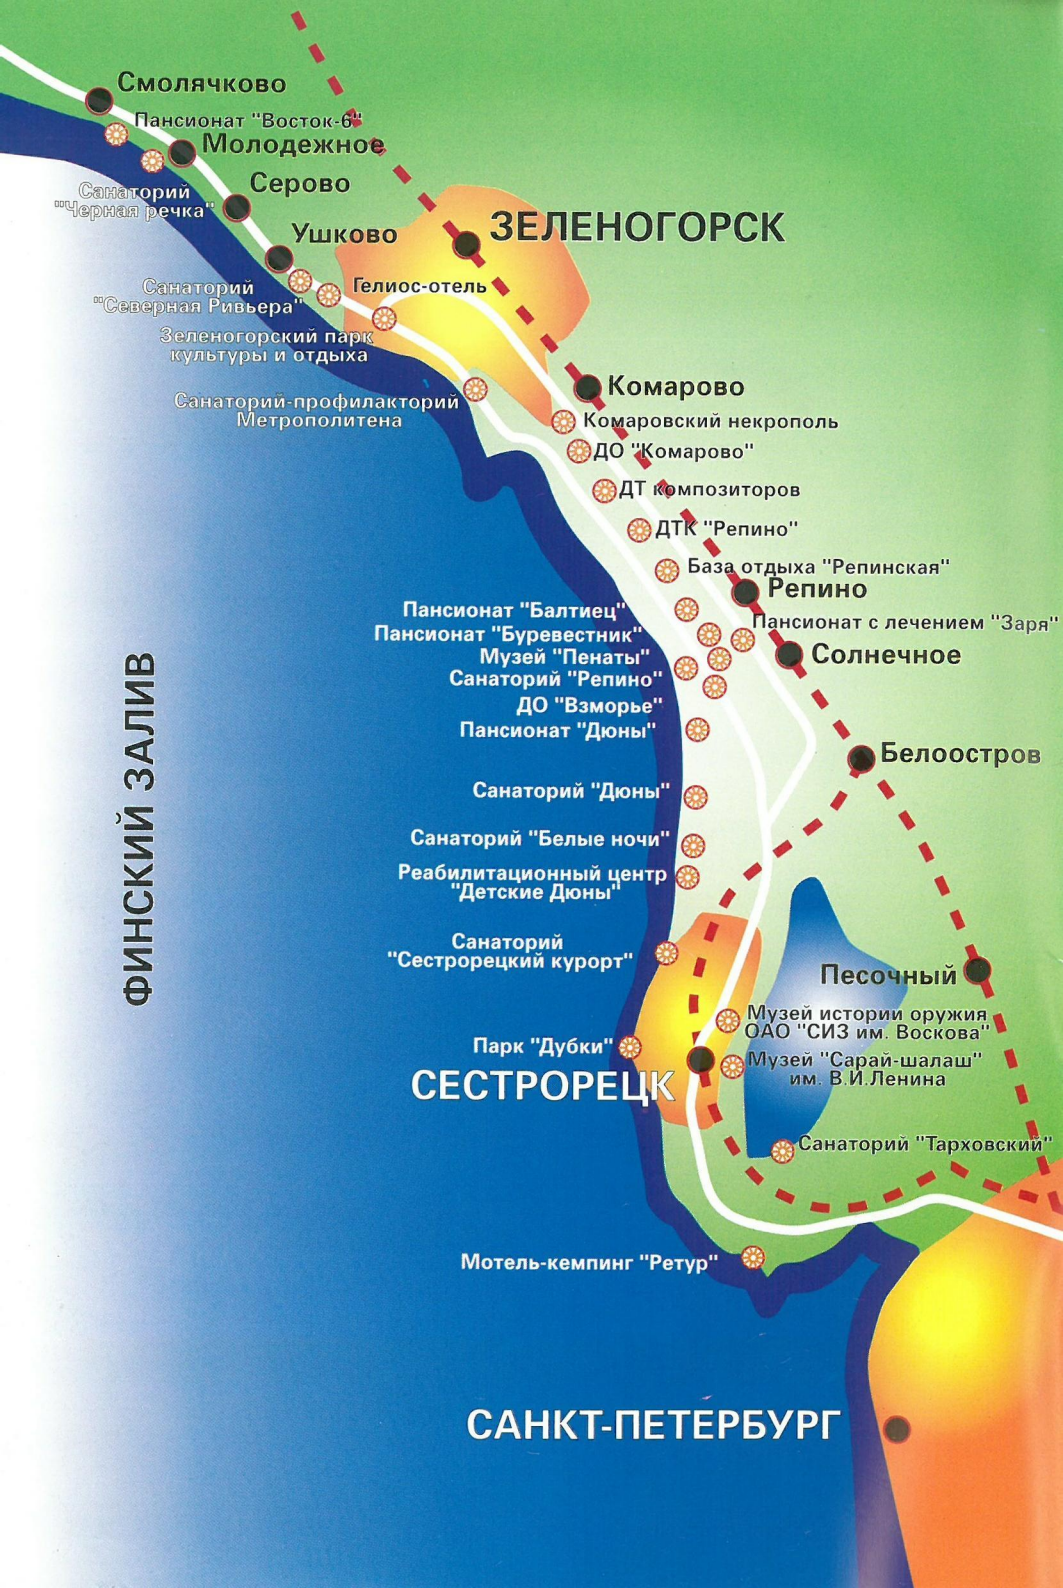 Смолячково
Пансионат "Восток-6"
Молодежное
Серово
Санаторий
"Черная речка"
ЗЕЛЕНОГОРСК
Ушково
Гелиос-отель
Санаторий
"Северная Ривьера"
Зеленогорский парк
культуры и отдыха
Комарово
Санаторий-профилакторий
Метрополитена
Комаровский некрополь
ДО "Комарово"
ДТ композиторов
ДТК "Репино"
База отдыха "Репинская"
Репино
Пансионат "Балтиец"
Пансионат с лечением "Заря"
Пансионат "Буревестник"
Музей "Пенаты"
Солнечное
Санаторий "Репино"
ДО "Взморье"
Пансионат "Дюны"
Белоостров
Санаторий "Дюны"
ФИНСКИЙ ЗАЛИВ
Санаторий "Белые ночи"
Реабилитационный центр
"Детские Дюны"
Санаторий
"Сестрорецкий курорт"
Песочный
Музей истории оружия
ОАО "СИЗ им. Воскова"
Парк "Дубки"
Музей "Сарай-шалаш"
им. В.И.Ленина
СЕСТРОРЕЦК
Санаторий "Тарховский"
Мотель-кемпинг "Ретур"
САНКТ-ПЕТЕРБУРГ